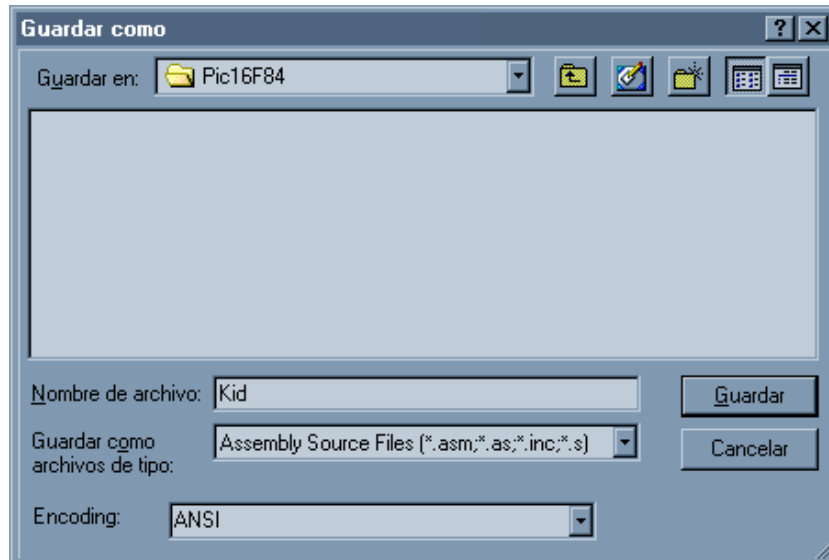 Guardar como
Guardar en: Pic16F84
Nombre de archivo: Kid
Guardar
Guardar como
archivos de tipo:
Assembly Source Files (*.asm;*.as;*.inc;*.s)
Cancelar
Encoding: ANSI